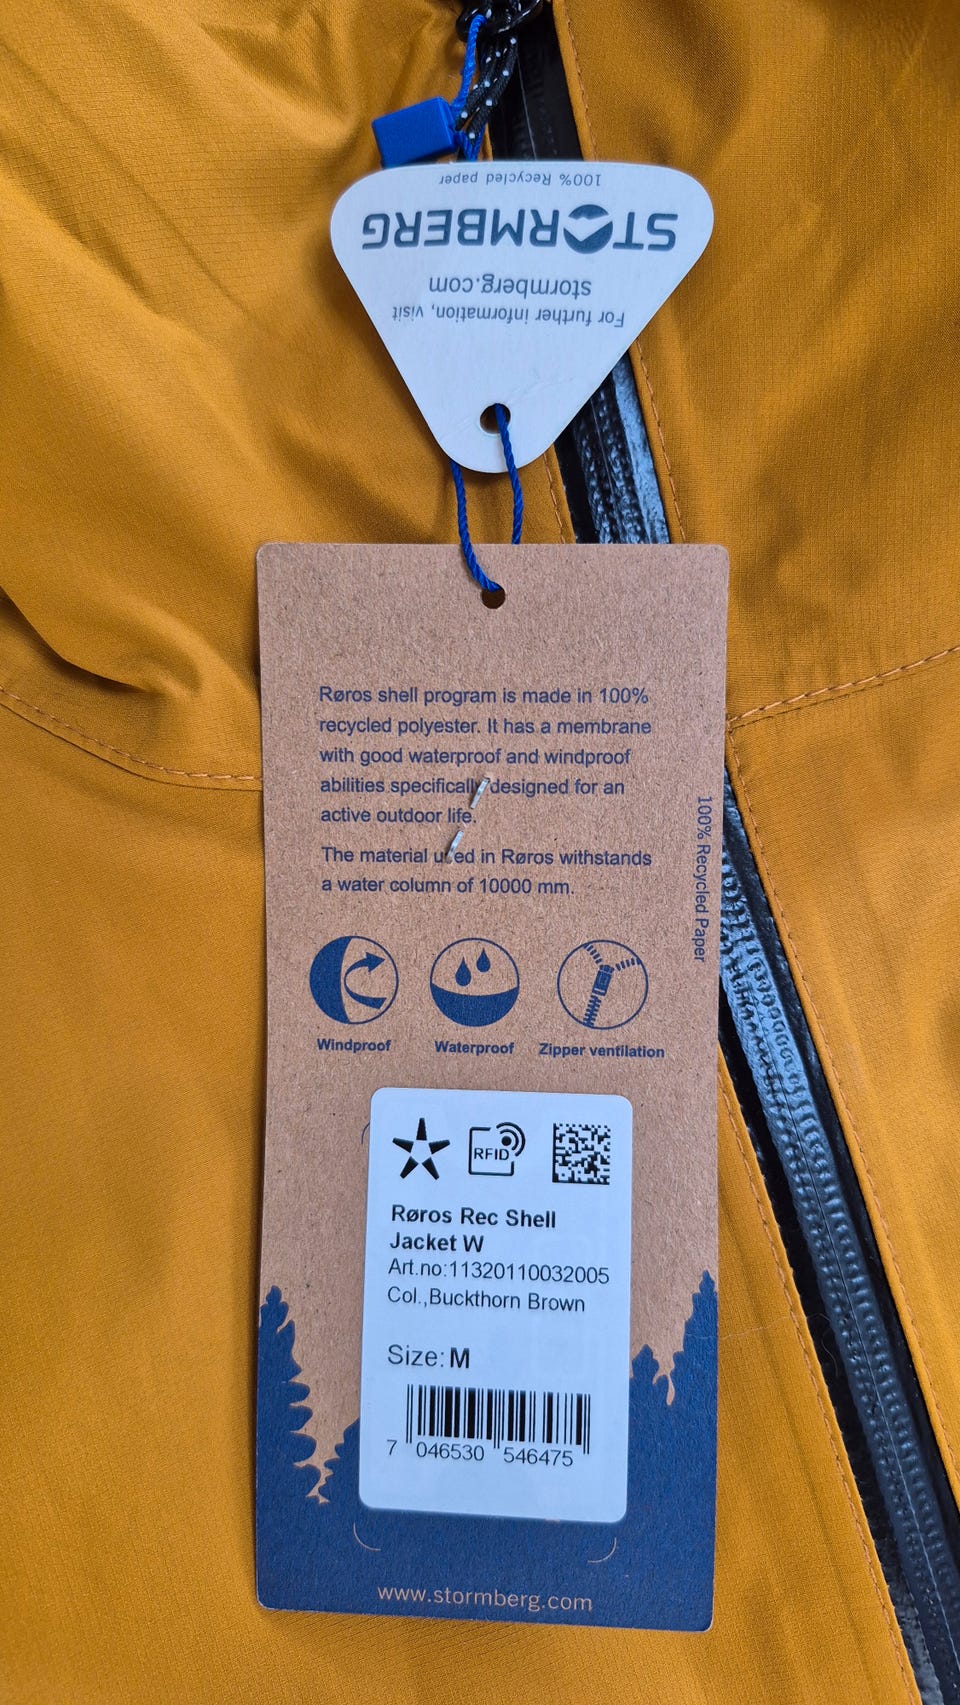 100% Recycled paper
STORMBERG
stormberg.com
For further information, visit
Røros shell program is made in 100%
recycled polyester. It has a membrane
with good waterproof and windproof
abilities specifically designed for an
active outdoor life.
The material used in Røros withstands
a water column of 10000 mm.
100% Recycled Paper
Windproof
Waterproof
Zipper ventilation
RFID
Røros Rec Shell
Jacket W
Art.no:11320110032005
Col.,Buckthorn Brown
Size: M
7 046530 546475
www.stormberg.com